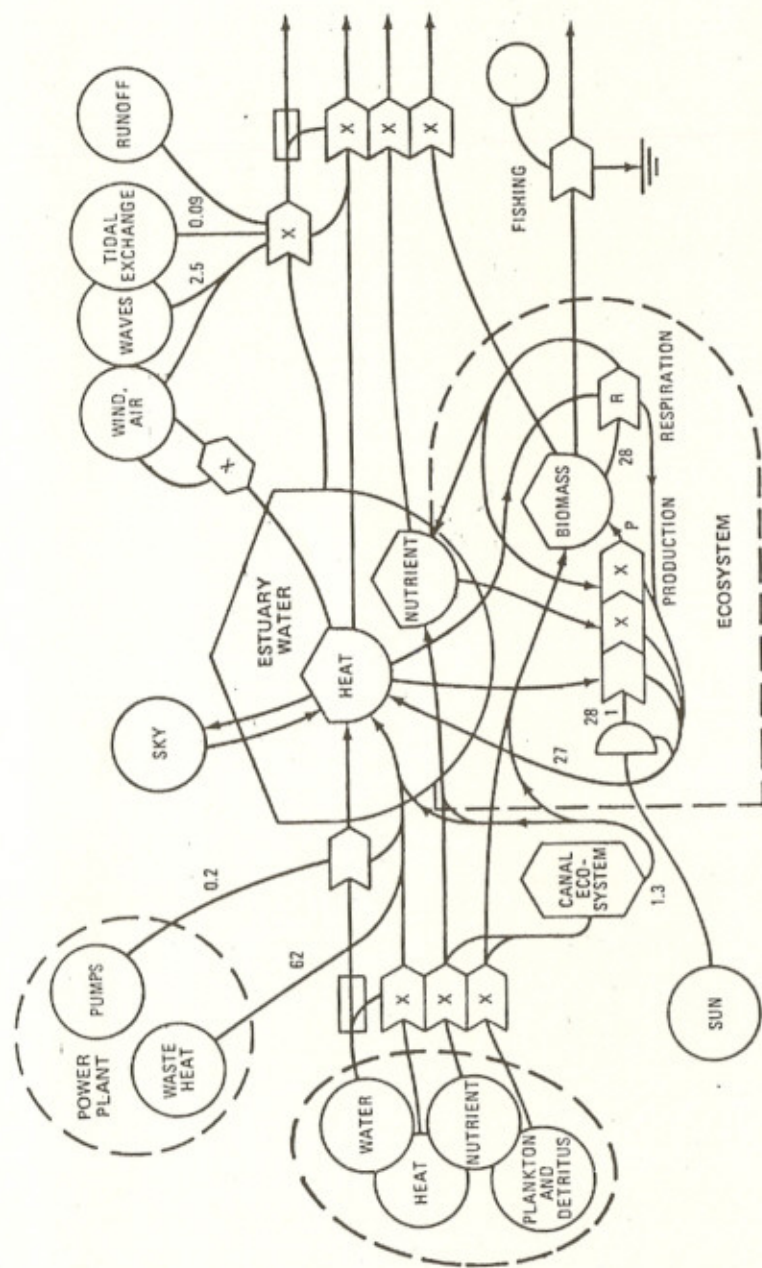 POWER
PLANT
PUMPS
WASTE
HEAT
0.2
62
WATER
HEAT
NUTRIENT
PLANKTON
AND
DETRITUS
X
X
X
CANAL
ECO-
SYSTEM
1.3
SUN
SKY
ESTUARY
WATER
HEAT
NUTRIENT
WIND,
AIR
X
WAVES
TIDAL
EXCHANGE
RUNOFF
2.5
0.09
X
X
X
X
FISHING
BIOMASS
28
R
RESPIRATION
P
PRODUCTION
X
X
28
1
27
ECOSYSTEM